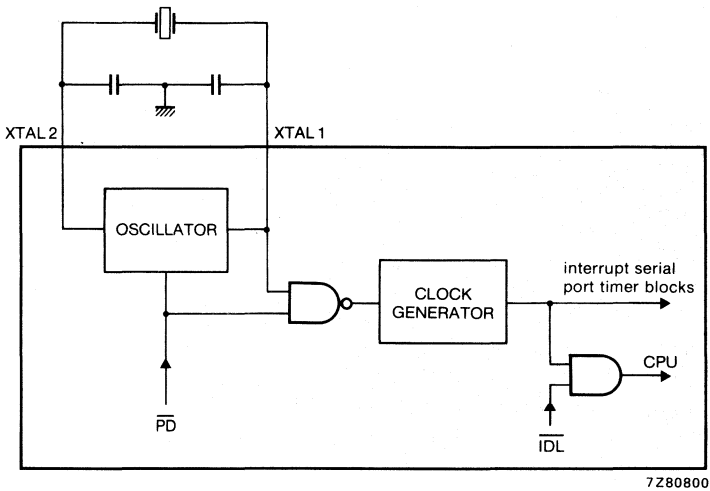 XTAL 2
XTAL 1
OSCILLATOR
CLOCK
GENERATOR
interrupt serial
port timer blocks
CPU
PD
IDL
7Z80800